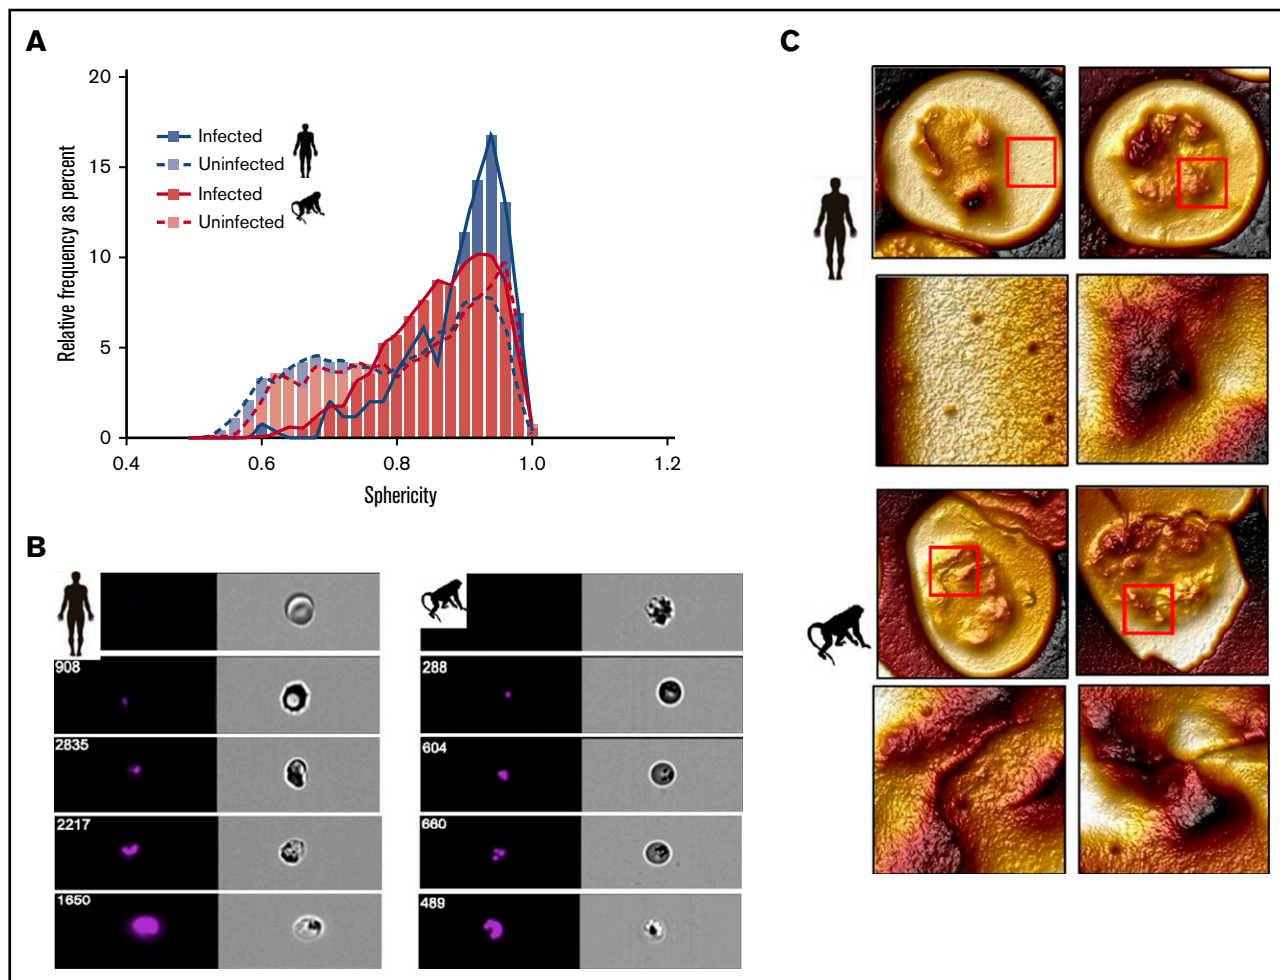 A
Relative frequency as percent
20
15
10
5
0
Infected
Uninfected
Infected
Uninfected
0.4 0.6 0.8 1.0 1.2
Sphericity
B
908
2835
2217
1650
288
604
660
489
C